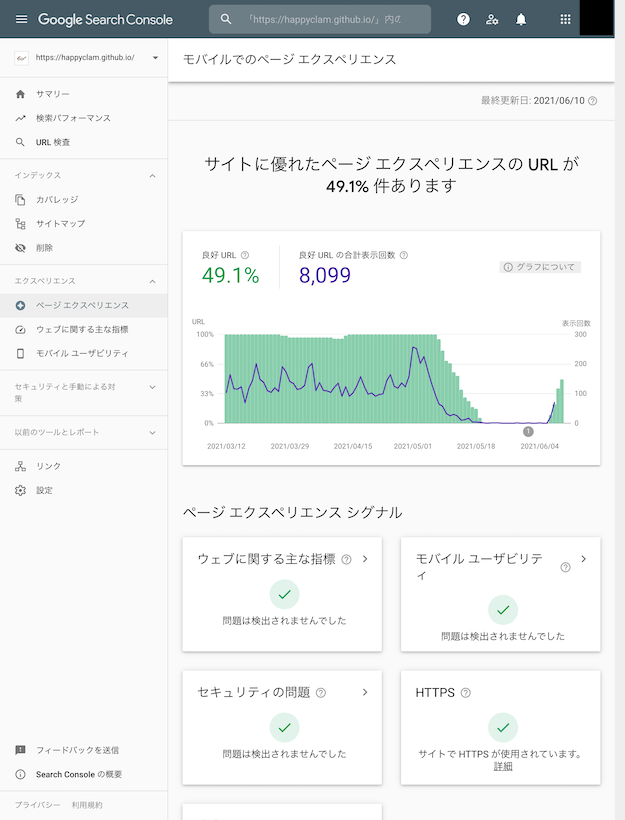 Google Search Console
「https://happyclam.github.io/」内の
https://happyclam.github.io/
モバイルでのページ エクスペリエンス
最終更新日: 2021/06/10
サマリー
検索パフォーマンス
URL 検査
インデックス
カバレッジ
サイトマップ
削除
エクスペリエンス
ページ エクスペリエンス
ウェブに関する主な指標
モバイル ユーザビリティ
セキュリティと手動による対
策
以前のツールとレポート
リンク
設定
フィードバックを送信
Search Console の概要
プライバシー 利用規約
サイトに優れたページ エクスペリエンスの URL が
49.1% 件あります
良好 URL
49.1%
良好 URL の合計表示回数
8,099
グラフについて
URL 表示回数
100% 300
66% 200
33% 100
0% 0
1
2021/03/12 2021/03/29 2021/04/15 2021/05/01 2021/05/18 2021/06/04
ページ エクスペリエンス シグナル
ウェブに関する主な指標
問題は検出されませんでした
モバイル ユーザビリテ
ィ
問題は検出されませんでした
セキュリティの問題
問題は検出されませんでした
HTTPS
サイトで HTTPS が使用されています。
詳細